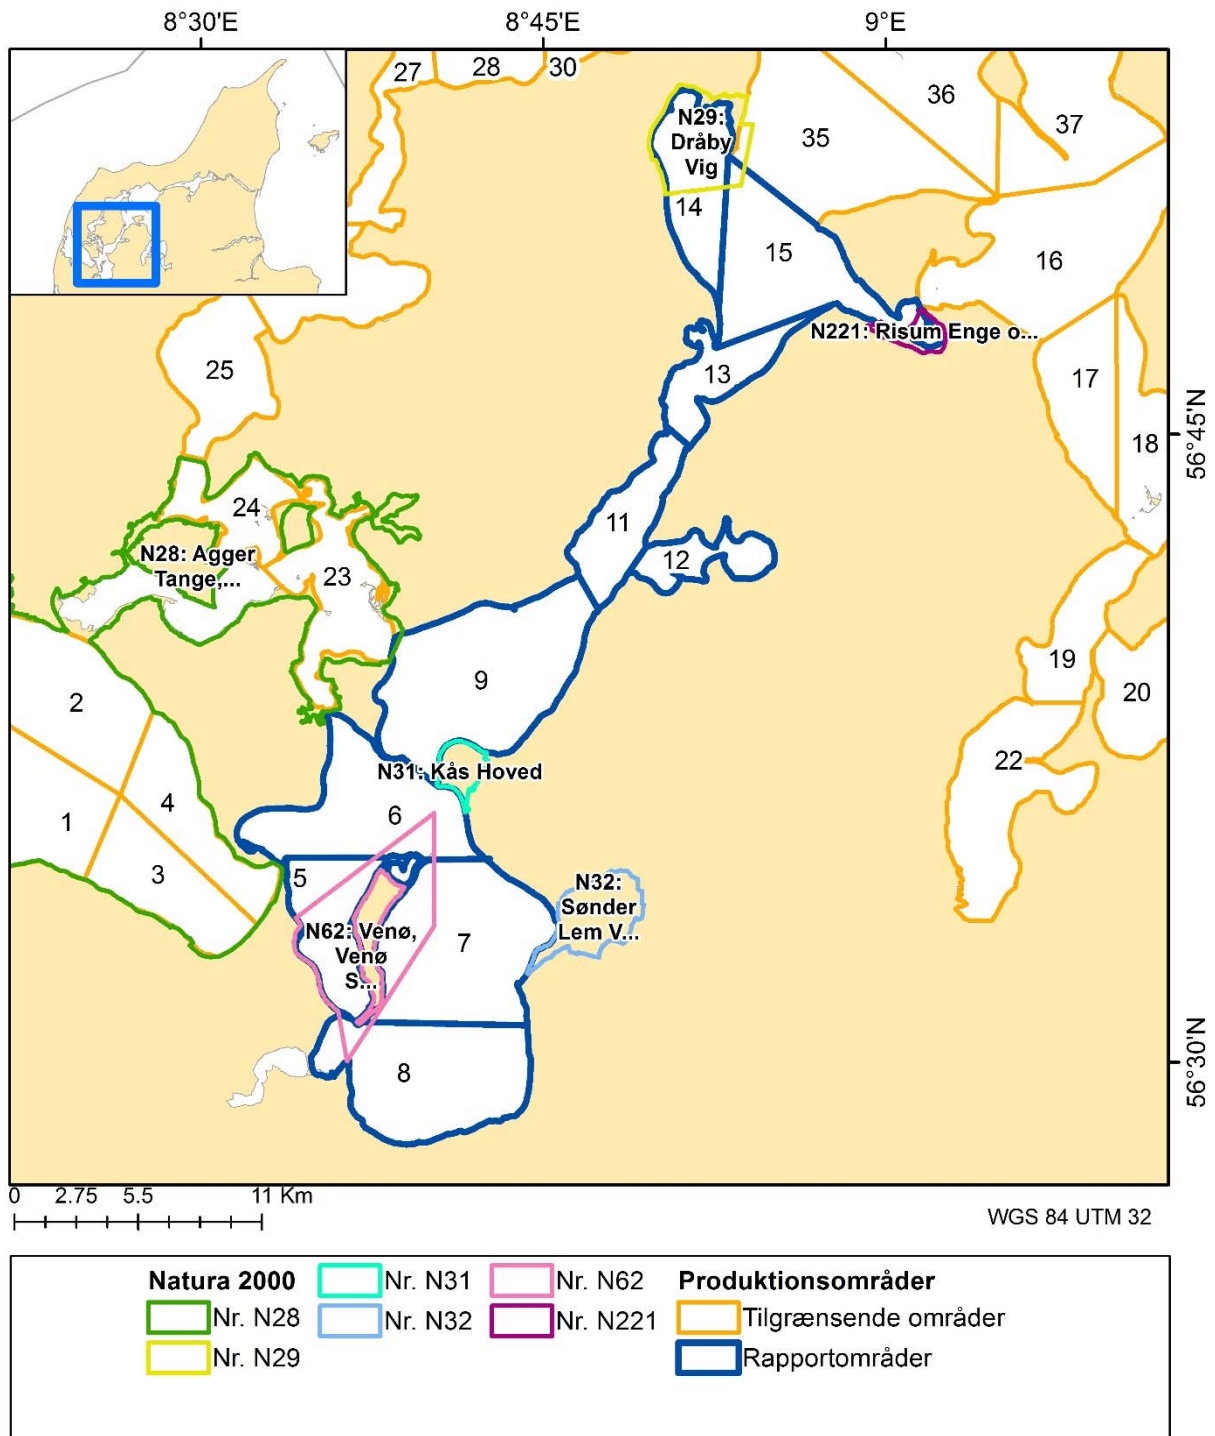 8°30'E
8°45'E
9°E
27
28
30
36
37
35
N29:
Dråby
Vig
14
15
16
N221: Risum Enge o...
25
13
17
18
56°45'N
24
11
12
N28: Agger
Tange,...
23
19
20
9
2
22
N31: Kås Hoved
4
6
1
3
5
N32:
Sønder
Lem V...
N62: Venø,
Venø
S...
7
8
56°30'N
0
2.75
5.5
11 Km
WGS 84 UTM 32
Natura 2000
Nr. N28
Nr. N29
Nr. N31
Nr. N32
Nr. N62
Nr. N221
Produktionsområder
Tilgrænsende områder
Rapportområder